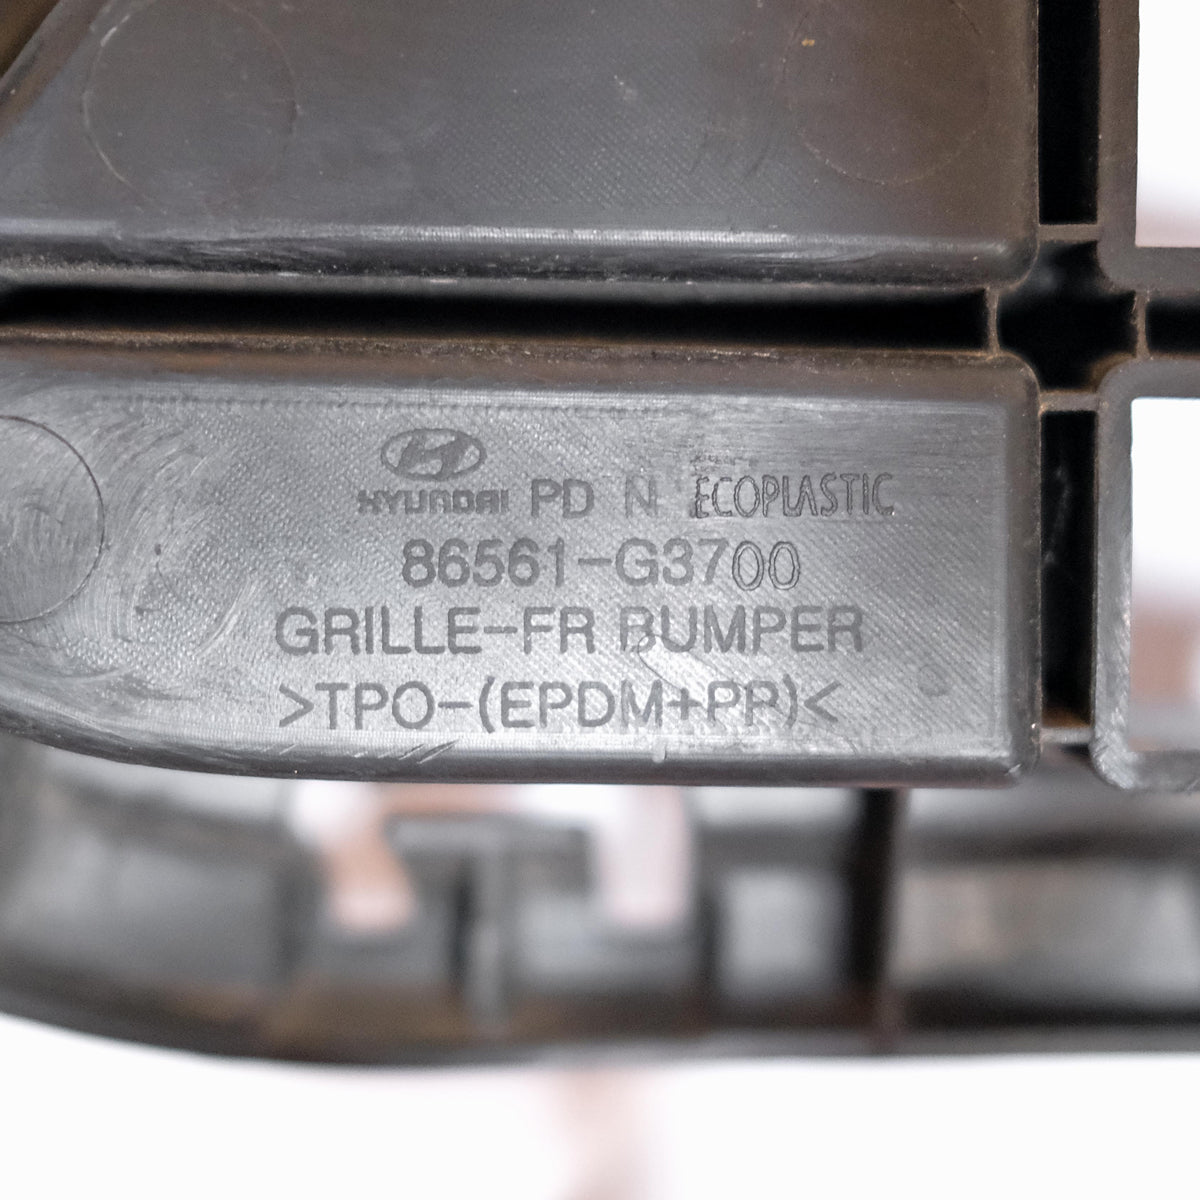 HYUNDAI PD N ECOPLASTIC
86561-G3700
GRILLE-FR BUMPER
>TPO-(EPDM+PP)<